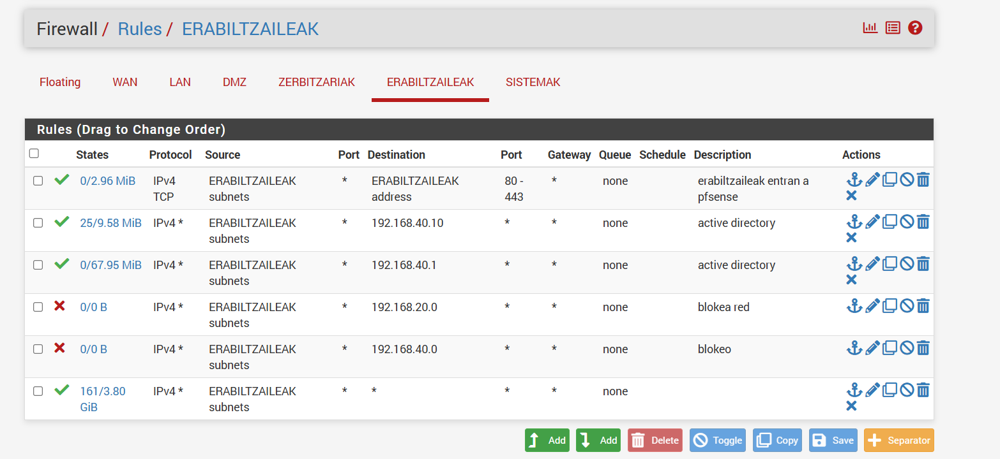 Firewall / Rules / ERABILTZAILEAK
Floating WAN LAN DMZ ZERBITZARIAK ERABILTZAILEAK SISTEMAK
Rules (Drag to Change Order)
States Protocol Source Port Destination Port Gateway Queue Schedule Description Actions
0/2.96 MiB IPv4 ERABILTZAILEAK * ERABILTZAILEAK 80 - * none erabiltzaileak entran a
TCP subnets address 443 pfsense
25/9.58 MiB IPv4 * ERABILTZAILEAK * 192.168.40.10 * * none active directory
subnets
0/67.95 MiB IPv4 * ERABILTZAILEAK * 192.168.40.1 * * none active directory
subnets
0/0 B IPv4 * ERABILTZAILEAK * 192.168.20.0 * * none blokea red
subnets
0/0 B IPv4 * ERABILTZAILEAK * 192.168.40.0 * * none blokeo
subnets
161/3.80 IPv4 * ERABILTZAILEAK * * * * none
GiB subnets
Add Add Delete Toggle Copy Save Separator